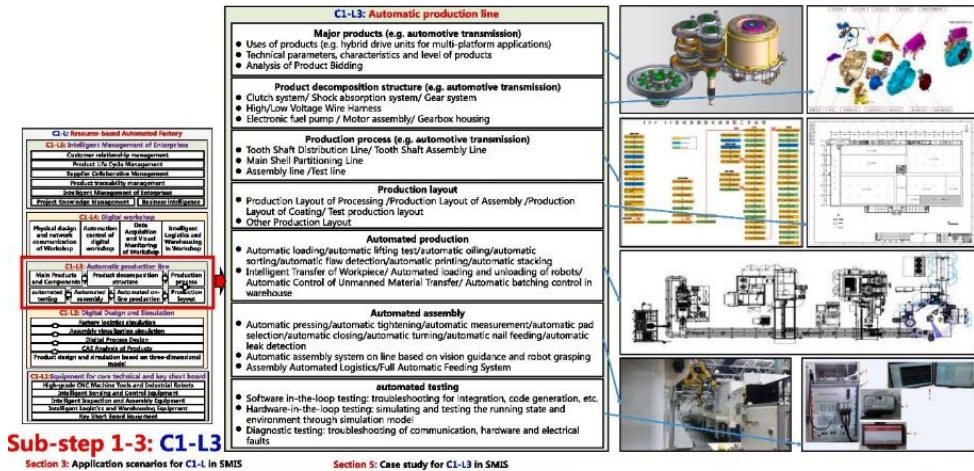 C1-L: Resource-based Automated Factory
C1-L5: Intelligent Management of Enterprises
Customer relationship management
Product Life Cycle Management
Supplier Collaborative Management
Product traceability management
Intelligent Management of Enterprises
Project Knowledge Management
Business Intelligence
C1-L4: Digital workshop
Physical design
and network
communication
of Workshop
Automation
control of
digital
workshop
Data
Acquisition
and Visual
Monitoring
of Workshop
Intelligent
Logistics and
Warehousing
in Workshop
C1-L3: Automatic production line
Main Products
and Components
Product decomposition
structure
Production
process
automated
testing
Automated
assembly
Automated on-
line production
Production
layout
C1-L2: Digital Design and Simulation
Factory logistics simulation
Assembly visualization simulation
Digital Process Design
CAE Analysis of Products
Product design and simulation based on three-dimensional
model
C1-L1:Equipment for core technical and key short board
High-grade CNC Machine Tools and Industrial Robots
Intelligent Sensing and Control Equipment
Intelligent Inspection and Assembly Equipment
Intelligent Logistics and Warehousing Equipment
Key Short Board Equipment
Sub-step 1-3: C1-L3
Section 3: Application scenarios for C1-L in SMIS
C1-L3: Automatic production line
Major products (e.g. automotive transmission)
● Uses of products (e.g. hybrid drive units for multi-platform applications)
● Technical parameters, characteristics and level of products
● Analysis of Product Bidding
Product decomposition structure (e.g. automotive transmission)
● Clutch system/ Shock absorption system/ Gear system
● High/Low Voltage Wire Harness
● Electronic fuel pump / Motor assembly/ Gearbox housing
Production process (e.g. automotive transmission)
● Tooth Shaft Distribution Line/ Tooth Shaft Assembly Line
● Main Shell Partitioning Line
● Assembly line /Test line
Production layout
● Production Layout of Processing /Production Layout of Assembly /Production
Layout of Coating/ Test production layout
● Other Production Layout
Automated production
● Automatic loading/automatic lifting test/automatic oiling/automatic
sorting/automatic flaw detection/automatic printing/automatic stacking
● Intelligent Transfer of Workpiece/ Automated loading and unloading of robots/
Automatic Control of Unmanned Material Transfer/ Automatic batching control in
warehouse
Automated assembly
● Automatic pressing/automatic tightening/automatic measurement/automatic pad
selection/automatic closing/automatic turning/automatic nail feeding/automatic
leak detection
● Automatic assembly system on line based on vision guidance and robot grasping
● Assembly Automated Logistics/Full Automatic Feeding System
automated testing
● Software in-the-loop testing: troubleshooting for integration, code generation, etc.
● Hardware-in-the-loop testing: simulating and testing the running state and
environment through simulation model
● Diagnostic testing: troubleshooting of communication, hardware and electrical
faults
Section 5: Case study for C1-L3 in SMIS